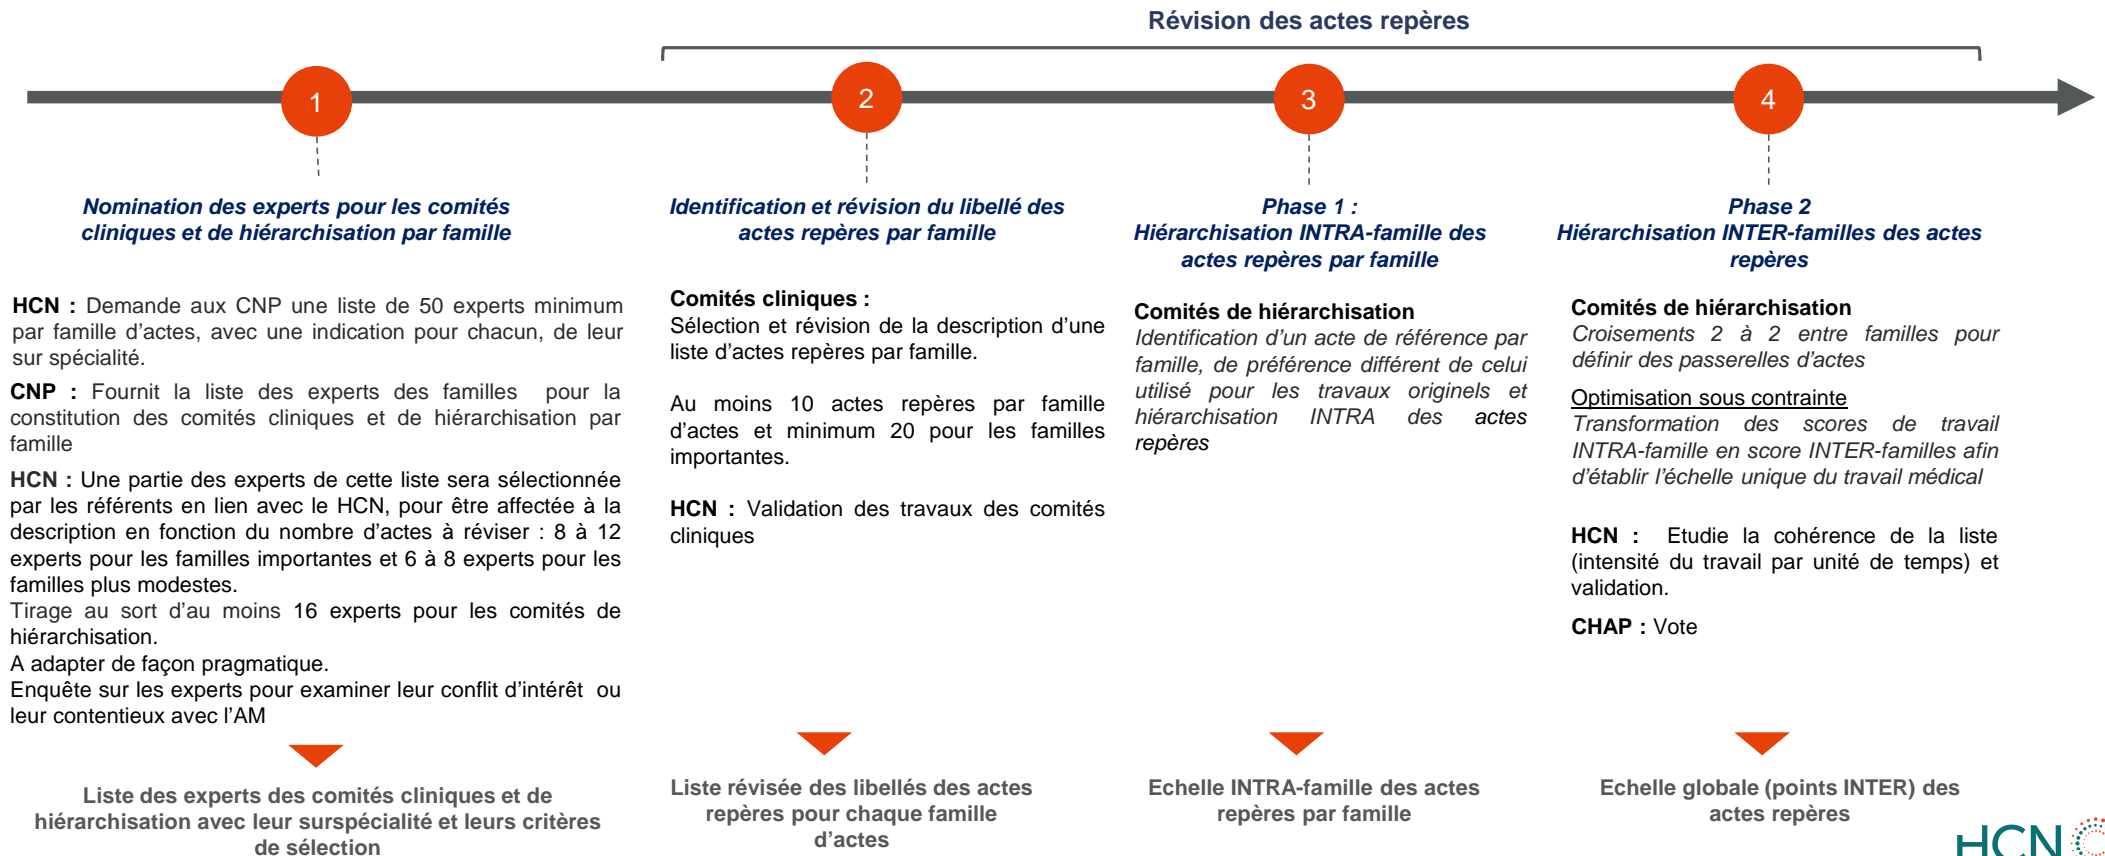 Révision des actes repères
1
2
3
4
Nomination des experts pour les comités
cliniques et de hiérarchisation par famille
HCN : Demande aux CNP une liste de 50 experts minimum
par famille d'actes, avec une indication pour chacun, de leur
sur spécialité.
CNP : Fournit la liste des experts des familles pour la
constitution des comités cliniques et de hiérarchisation par
famille
HCN : Une partie des experts de cette liste sera sélectionnée
par les référents en lien avec le HCN, pour être affectée à la
description en fonction du nombre d'actes à réviser : 8 à 12
experts pour les familles importantes et 6 à 8 experts pour les
familles plus modestes.
Tirage au sort d'au moins 16 experts pour les comités de
hiérarchisation.
A adapter de façon pragmatique.
Enquête sur les experts pour examiner leur conflit d'intérêt ou
leur contentieux avec l'AM
Liste des experts des comités cliniques et de
hiérarchisation avec leur surspécialité et leurs critères
de sélection
Identification et révision du libellé des
actes repères par famille
Comités cliniques :
Sélection et révision de la description d'une
liste d'actes repères par famille.
Au moins 10 actes repères par famille
d'actes et minimum 20 pour les familles
importantes.
HCN : Validation des travaux des comités
cliniques
Liste révisée des libellés des actes
repères pour chaque famille
d'actes
Phase 1 :
Hiérarchisation INTRA-famille des
actes repères par famille
Comités de hiérarchisation
Identification d'un acte de référence par
famille, de préférence différent de celui
utilisé pour les travaux originels et
hiérarchisation INTRA des actes
repères
Echelle INTRA-famille des actes
repères par famille
Phase 2
Hiérarchisation INTER-familles des actes
repères
Comités de hiérarchisation
Croisements 2 à 2 entre familles pour
définir des passerelles d'actes
Optimisation sous contrainte
Transformation des scores de travail
INTRA-famille en score INTER-familles afin
d'établir l'échelle unique du travail médical
HCN : Etudie la cohérence de la liste
(intensité du travail par unité de temps) et
validation.
CHAP : Vote
Echelle globale (points INTER) des
actes repères
HCN